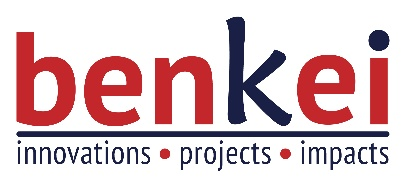 benkei
innovations • projects • impacts